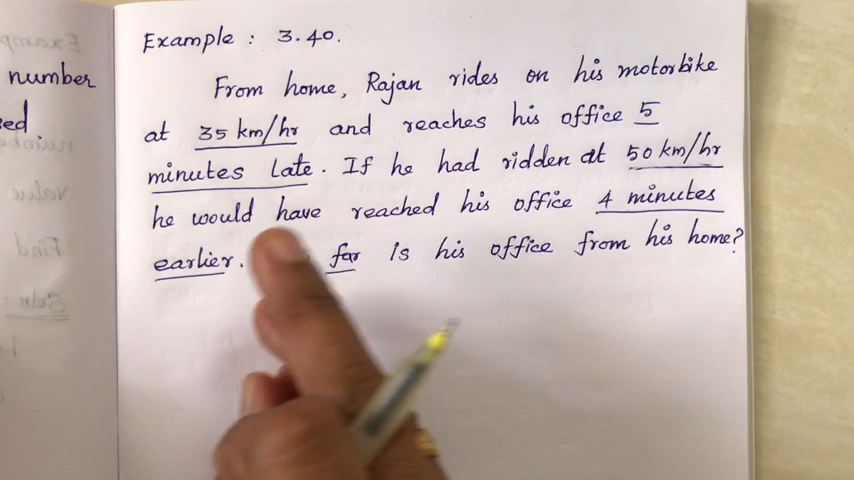 number
Example : 3.40.
From home, Rajan rides on his motorbike
at 35 km/hr and reaches his office 5
minutes late. If he had ridden at 50 km/hr
he would have reached his office 4 minutes
earlier. far is his office from his home?